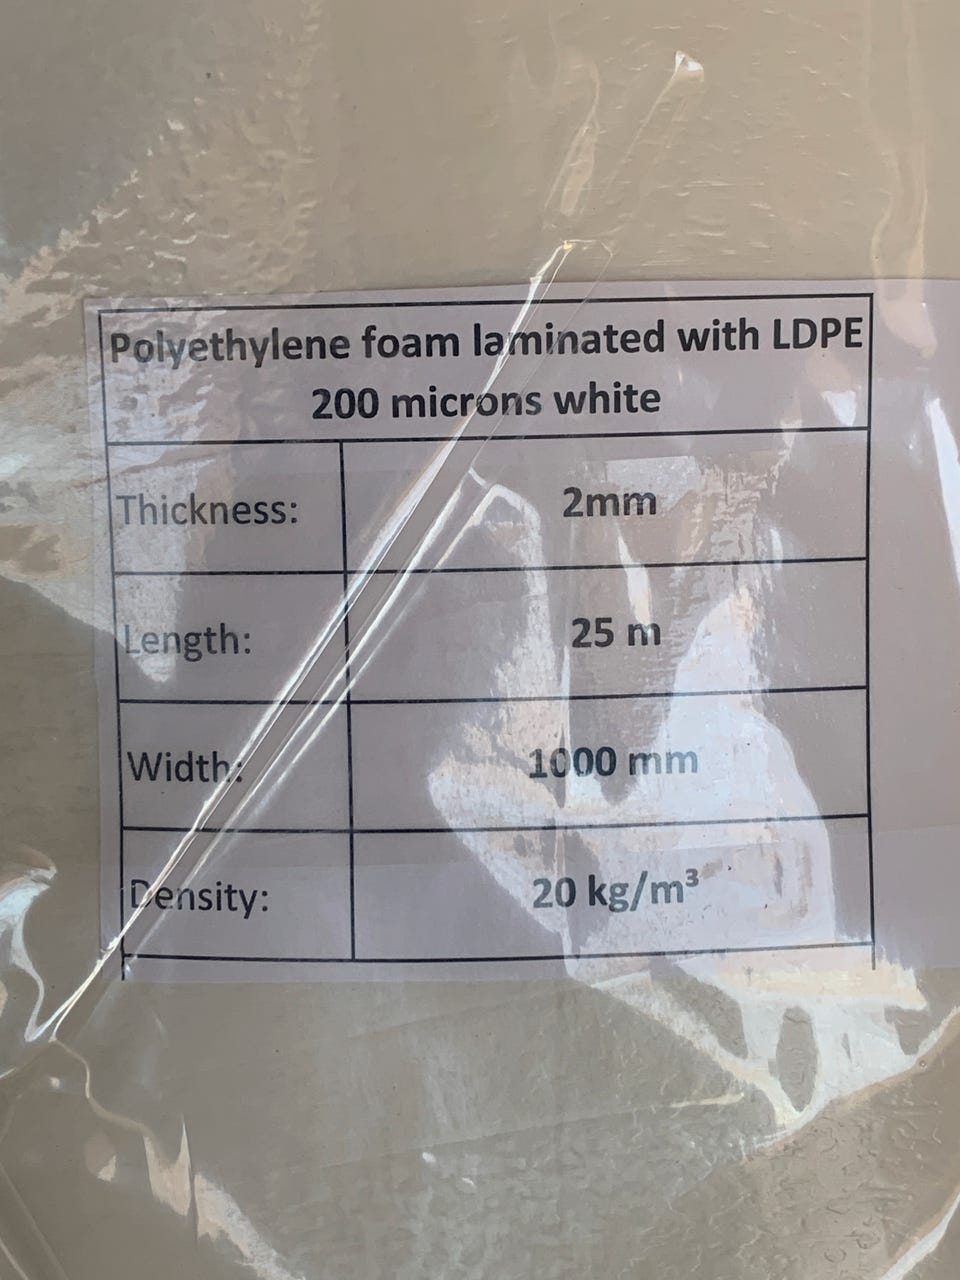 Polyethylene foam laminated with LDPE
200 microns white
Thickness: 2mm
Length: 25 m
Width: 1000 mm
Density: 20 kg/m³